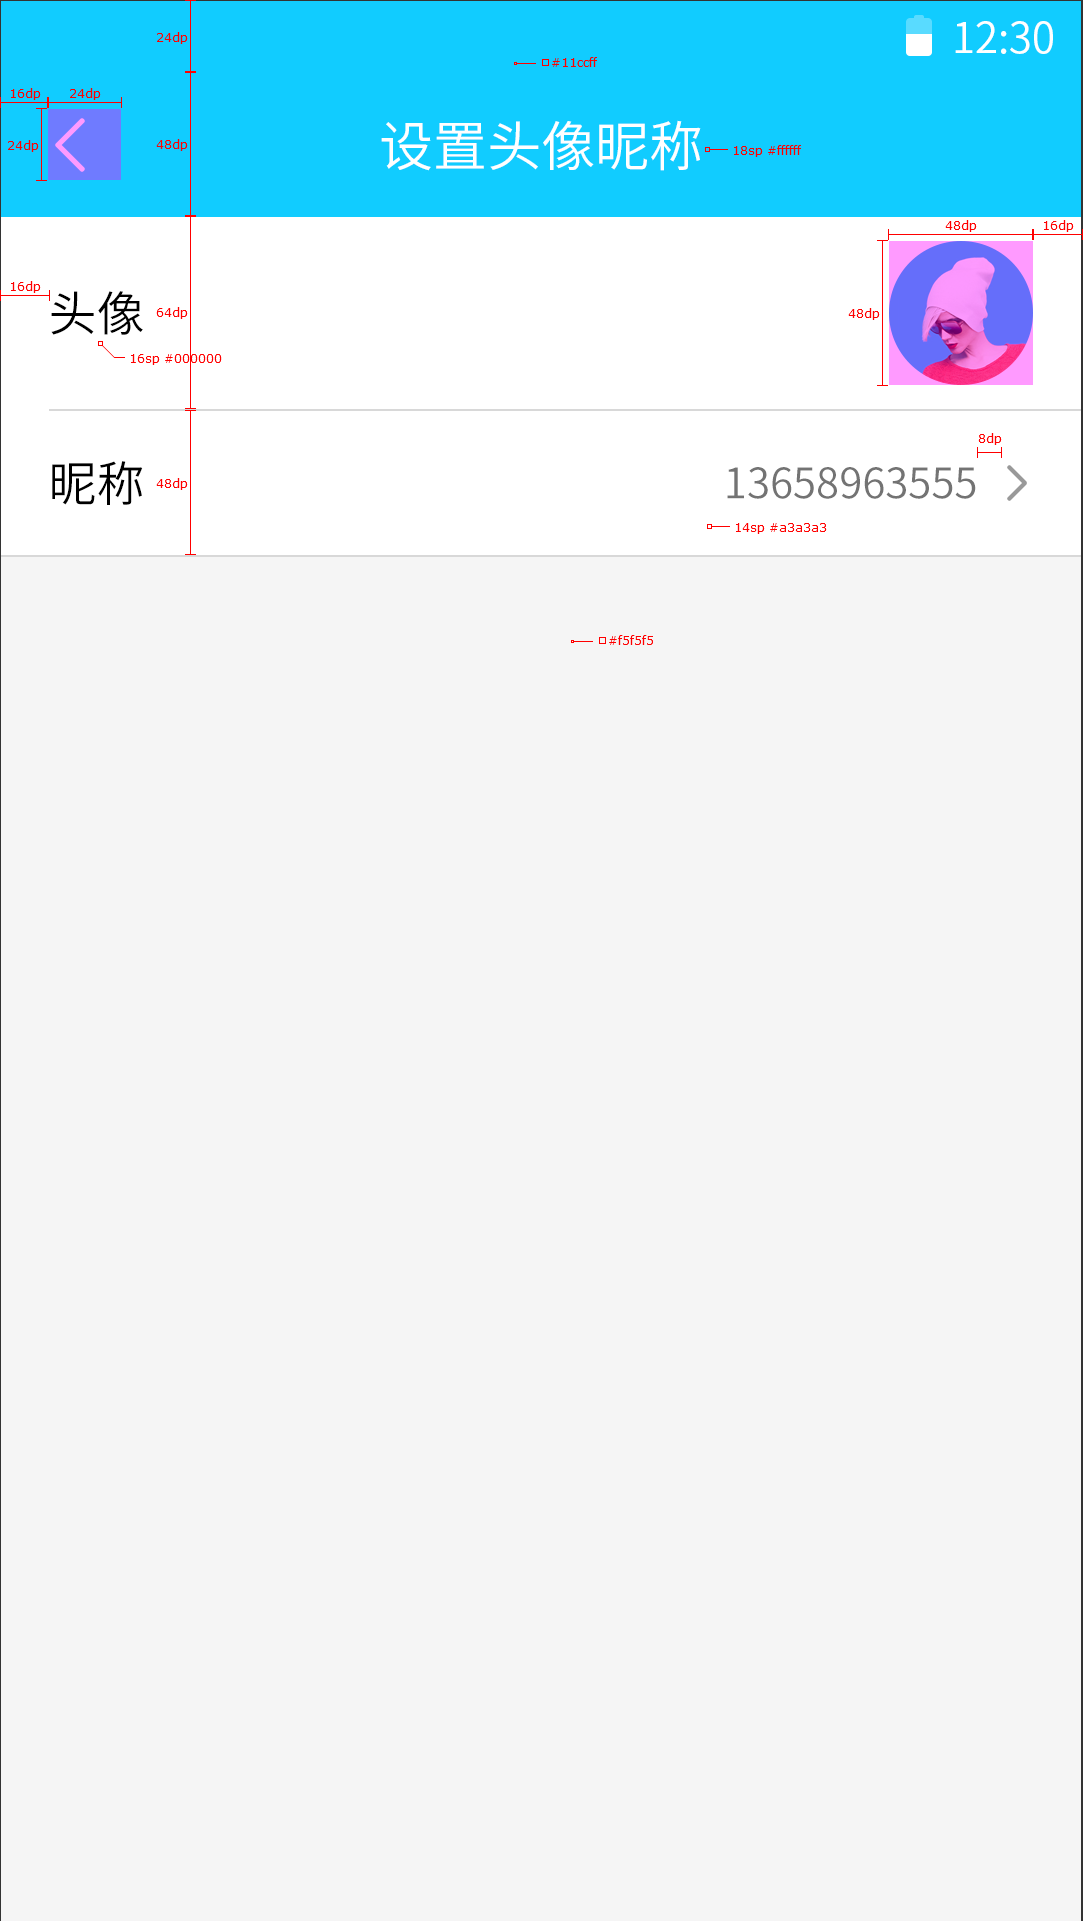 24dp
12:30
#11ccff
16dp
24dp
24dp
48dp
设置头像昵称
18sp #ffffff
48dp
16dp
16dp
头像
64dp
48dp
16sp #000000
8dp
昵称
48dp
13658963555
14sp #a3a3a3
#f5f5f5